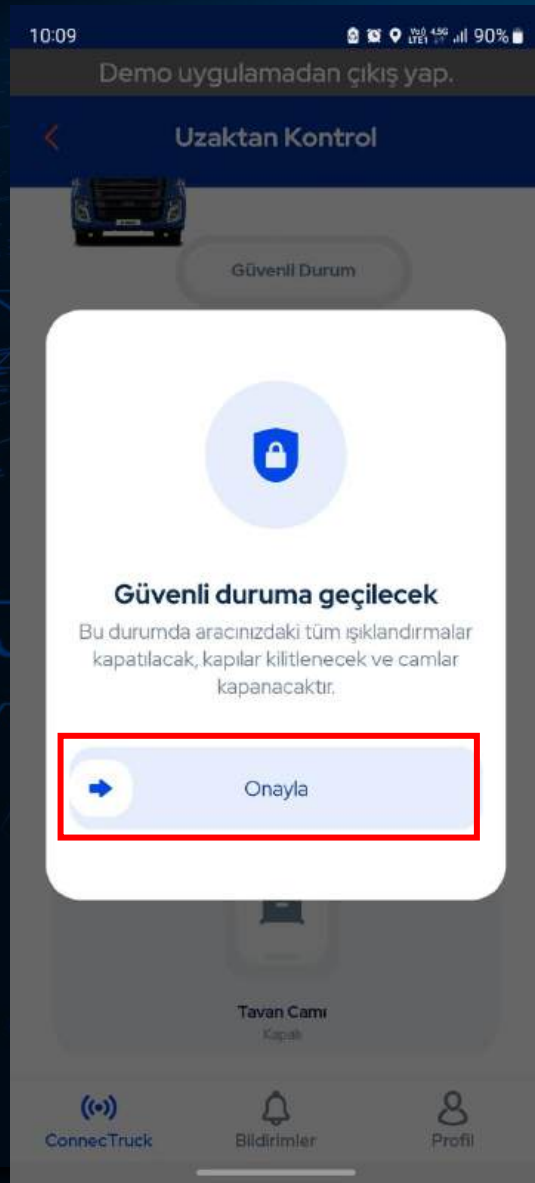 10:09
90%
Demo uygulamadan çıkış yap.
Uzaktan Kontrol
Güvenli Durum
Güvenli duruma geçilecek
Bu durumda aracınızdaki tüm ışıklandırmalar
kapatılacak, kapılar kilitlenecek ve camlar
kapanacaktır.
Onayla
Tavan Camı
Kapalı
ConnecTruck
Bildirimler
Profil